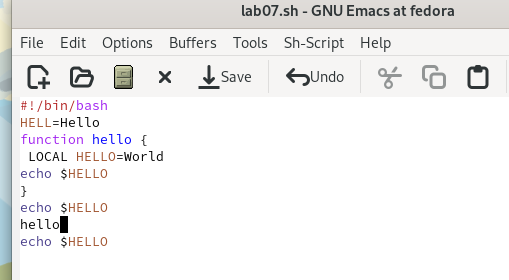 lab07.sh - GNU Emacs at fedora
File Edit Options Buffers Tools Sh-Script Help
Save Undo
#!/bin/bash
HELL=Hello
function hello {
 LOCAL HELLO=World
echo $HELLO
}
echo $HELLO
hello
echo $HELLO